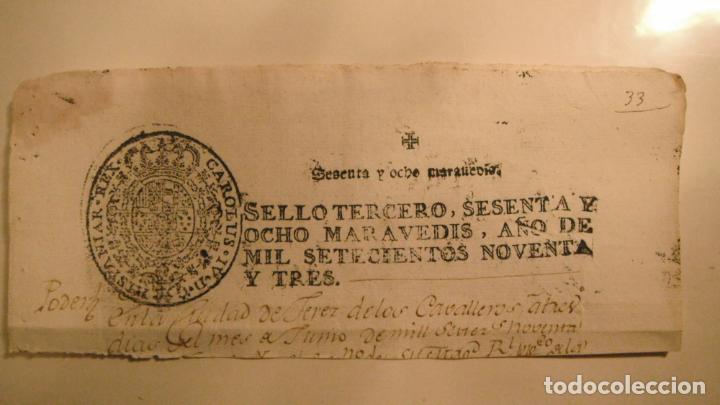 33
Sesenta y ocho marauedis.
CAROLUS·IV·D·G·HISPANIAR·REX·
SELLO TERCERO, SESENTA Y
OCHO MARAVEDIS, AÑO DE
MIL SETECIENTOS NOVENTA
Y TRES.
Poder
en la Ciudad de Xerez de los Cavalleros a tres
dias del mes de Junio de mill setez.s noventa
todocoleccion.net